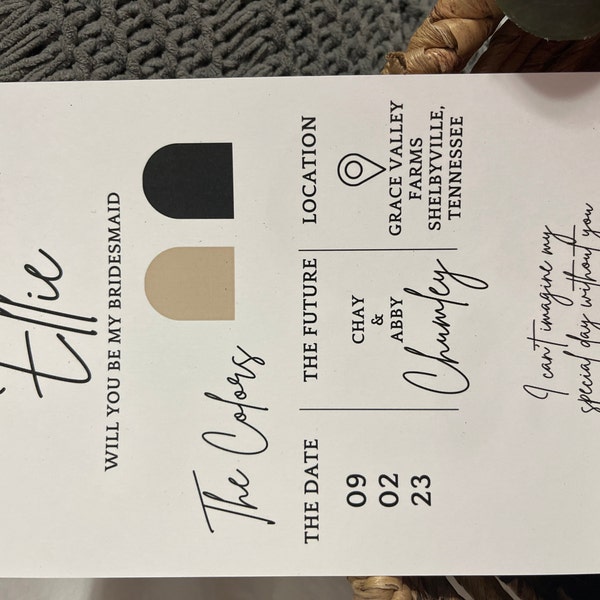 Ellie
WILL YOU BE MY BRIDESMAID
The Colors
THE DATE
09
02
23
THE FUTURE
CHAY
&
ABBY
Chumley
LOCATION
GRACE VALLEY
FARMS
SHELBYVILLE,
TENNESSEE
I can't imagine my
special day without you